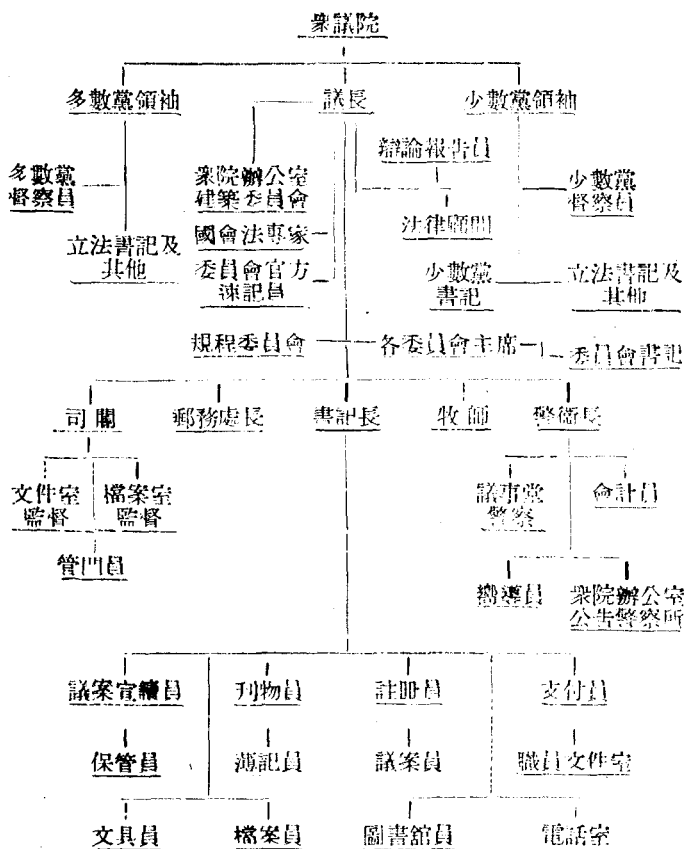 衆議院
多數黨領袖
議長
少數黨領袖
辯論報告員
多數黨
督察員
衆院辦公室
建築委員會
少數黨
督察員
國會法專家
法律顧問
立法書記及
其他
委員會官方
速記員
少數黨
書記
立法書記及
其他
規程委員會
各委員會主席
委員會書記
司閽
郵務處長
書記長
牧師
警衛長
文件室
監督
檔案室
監督
議事堂
警察
會計員
管門員
嚮導員
衆院辦公室
公告警察所
議案宣讀員
刋物員
註冊員
支付員
保管員
簿記員
議案員
職員文件室
文具員
檔案員
圖書舘員
電話室